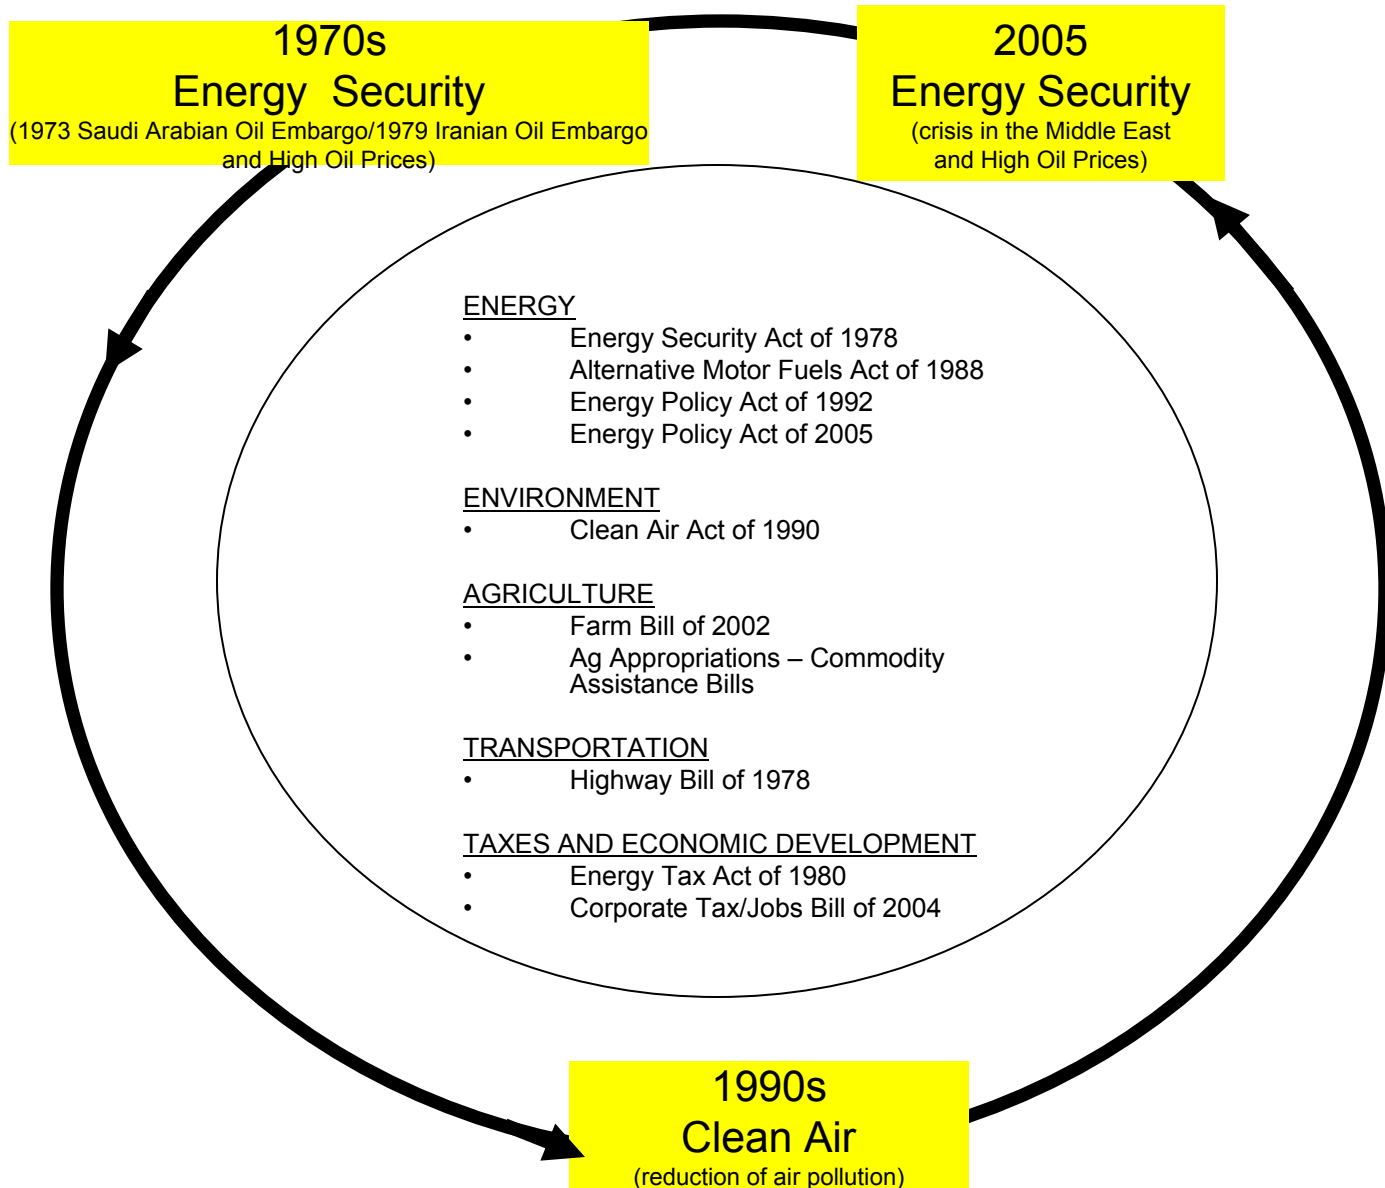 1970s
Energy  Security
(1973 Saudi Arabian Oil Embargo/1979 Iranian Oil Embargo
and High Oil Prices)
2005
Energy Security
(crisis in the Middle East
and High Oil Prices)
ENERGY
• Energy Security Act of 1978
• Alternative Motor Fuels Act of 1988
• Energy Policy Act of 1992
• Energy Policy Act of 2005
ENVIRONMENT
• Clean Air Act of 1990
AGRICULTURE
• Farm Bill of 2002
• Ag Appropriations – Commodity
Assistance Bills
TRANSPORTATION
• Highway Bill of 1978
TAXES AND ECONOMIC DEVELOPMENT
• Energy Tax Act of 1980
• Corporate Tax/Jobs Bill of 2004
1990s
Clean Air
(reduction of air pollution)